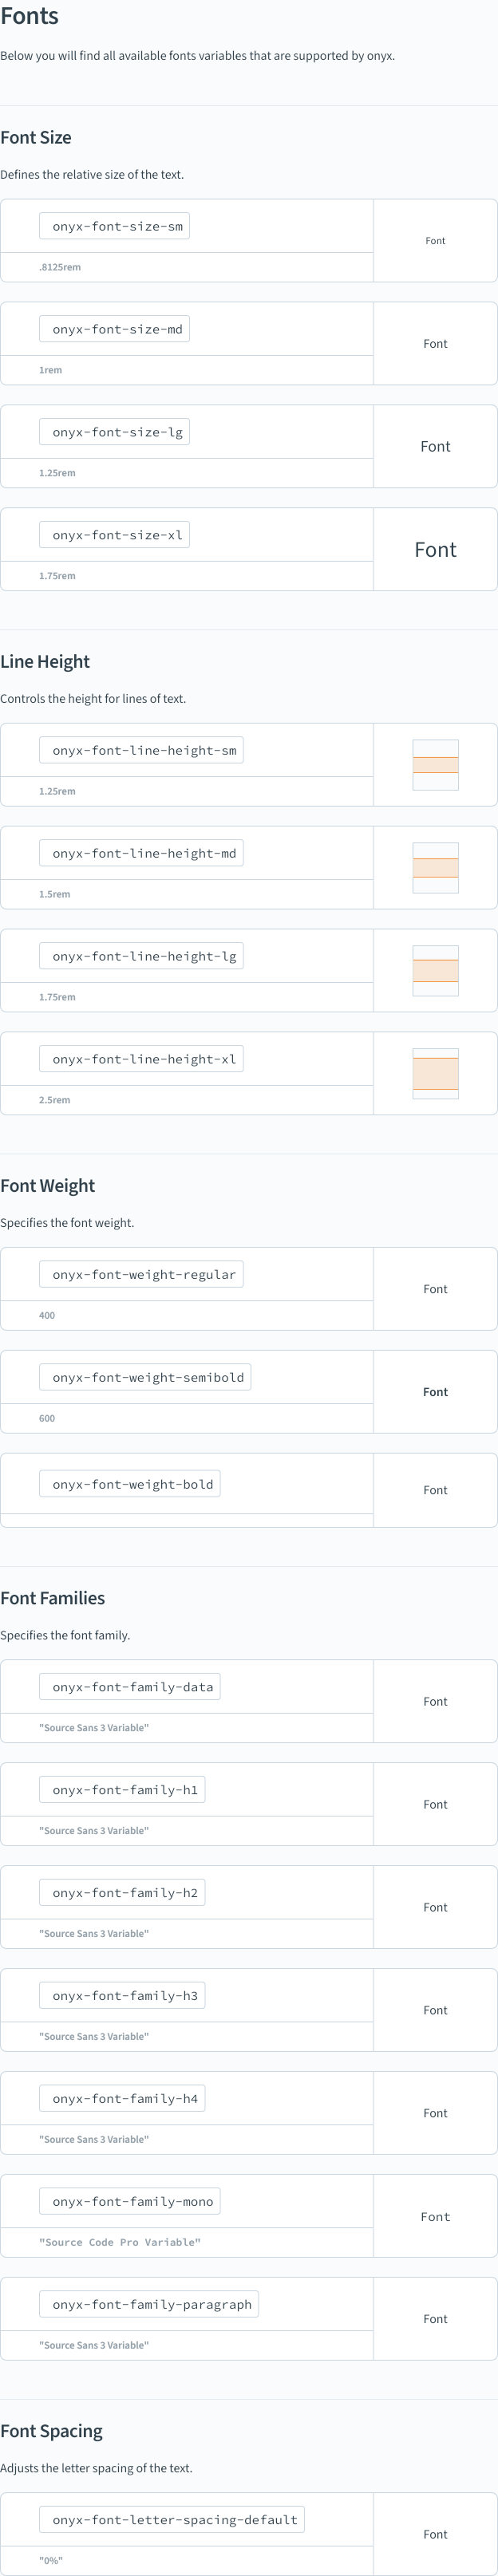 Fonts
Below you will find all available fonts variables that are supported by onyx.
Font Size
Defines the relative size of the text.
onyx-font-size-sm
Font
.8125rem
onyx-font-size-md
Font
1rem
onyx-font-size-lg
Font
1.25rem
onyx-font-size-xl
Font
1.75rem
Line Height
Controls the height for lines of text.
onyx-font-line-height-sm
1.25rem
onyx-font-line-height-md
1.5rem
onyx-font-line-height-lg
1.75rem
onyx-font-line-height-xl
2.5rem
Font Weight
Specifies the font weight.
onyx-font-weight-regular
Font
400
onyx-font-weight-semibold
Font
600
onyx-font-weight-bold
Font
Font Families
Specifies the font family.
onyx-font-family-data
Font
"Source Sans 3 Variable"
onyx-font-family-h1
Font
"Source Sans 3 Variable"
onyx-font-family-h2
Font
"Source Sans 3 Variable"
onyx-font-family-h3
Font
"Source Sans 3 Variable"
onyx-font-family-h4
Font
"Source Sans 3 Variable"
onyx-font-family-mono
Font
"Source Code Pro Variable"
onyx-font-family-paragraph
Font
"Source Sans 3 Variable"
Font Spacing
Adjusts the letter spacing of the text.
onyx-font-letter-spacing-default
Font
"0%"